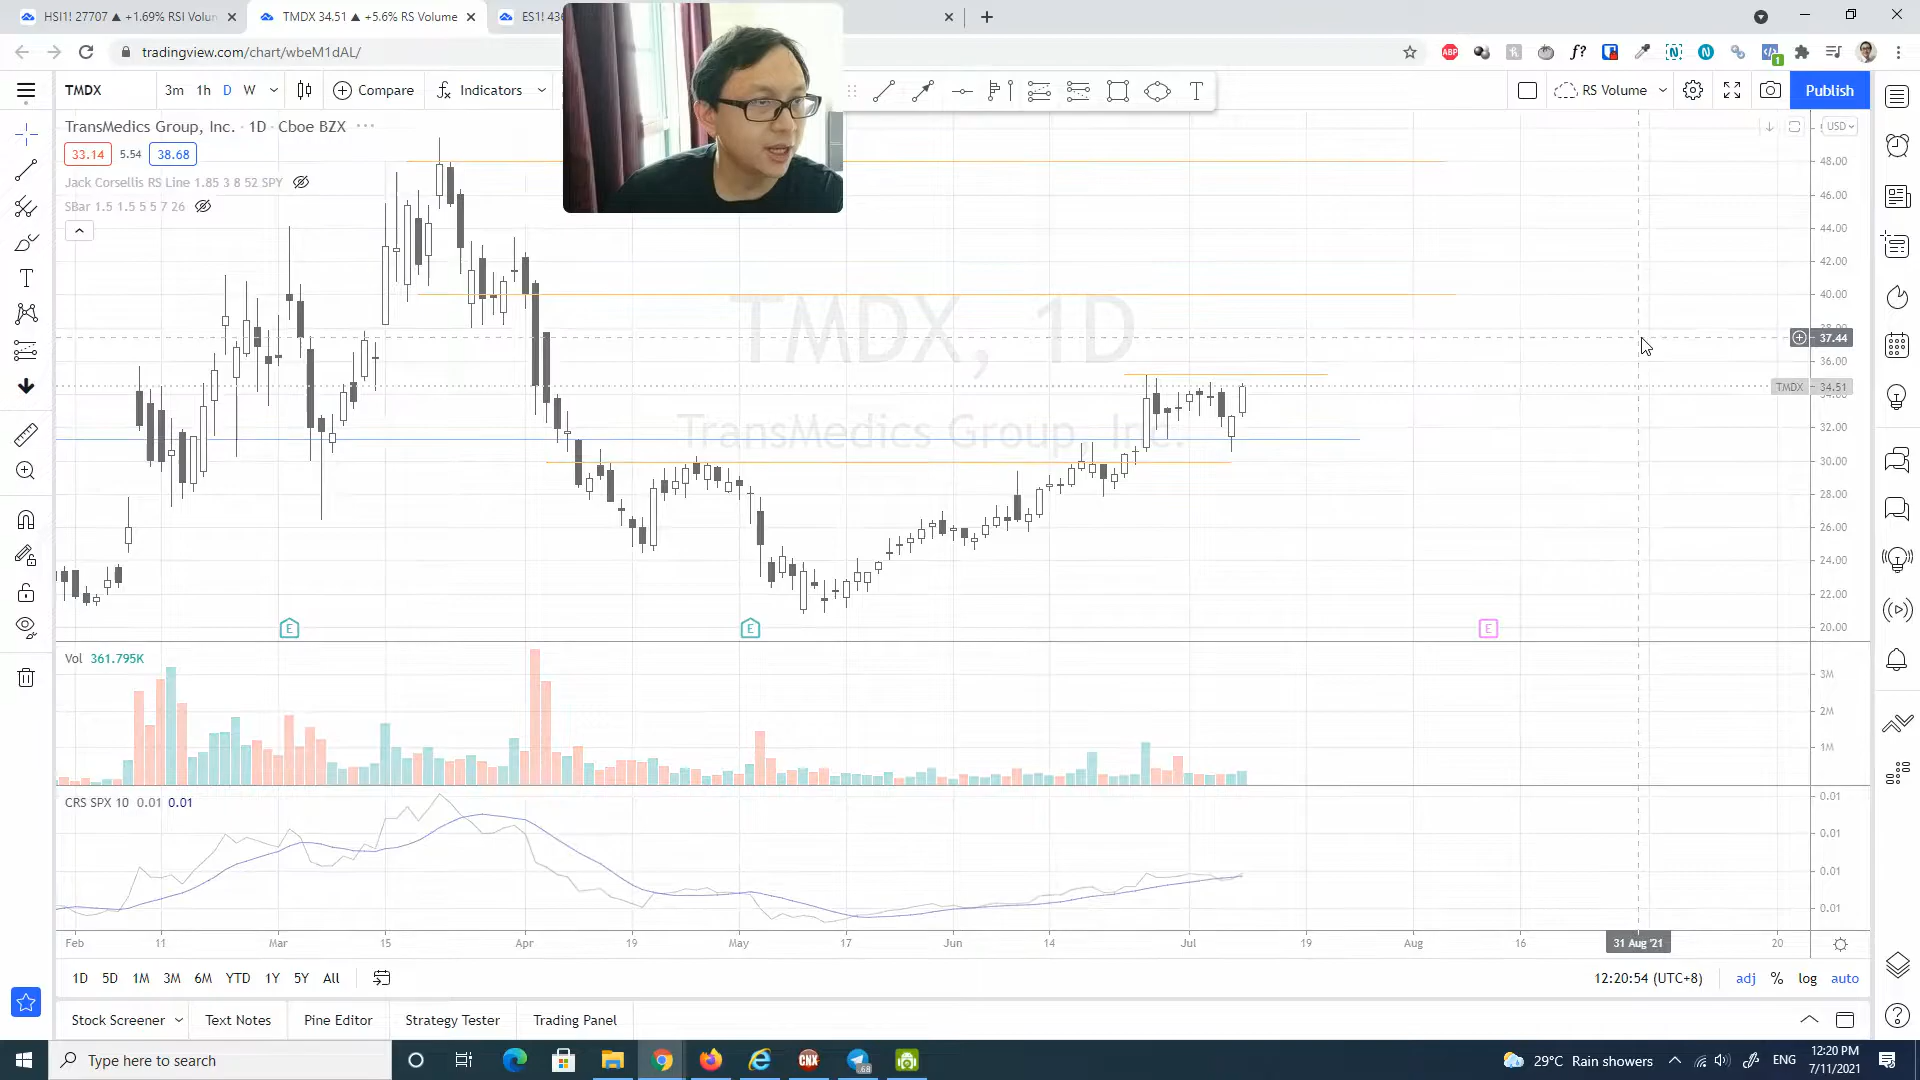 HSI1! 27707 ▲ +1.69% RSI Volun
TMDX 34.51 ▲ +5.6% RS Volume
ES1! 436
tradingview.com/chart/wbeM1dAL/
TMDX
3m 1h D W
Compare
Indicators
RS Volume
Publish
TransMedics Group, Inc. · 1D · Cboe BZX
USD
33.14 5.54 38.68
Jack Corsellis RS Line 1.85 3 8 52 SPY
SBar 1.5 1.5 5 5 7 26
48.00
46.00
44.00
42.00
40.00
38.00
37.44
36.00
TMDX 34.51
34.00
32.00
30.00
28.00
26.00
24.00
22.00
20.00
TMDX, 1D
TransMedics Group, Inc.
E E E
Vol 361.795K
3M
2M
1M
CRS SPX 10 0.01 0.01
0.01
0.01
0.01
0.01
Feb 11 Mar 15 Apr 19 May 17 Jun 14 Jul 19 Aug 16 31 Aug '21 20
1D 5D 1M 3M 6M YTD 1Y 5Y All
12:20:54 (UTC+8) adj % log auto
Stock Screener Text Notes Pine Editor Strategy Tester Trading Panel
Type here to search
29°C Rain showers
ENG
12:20 PM
7/11/2021